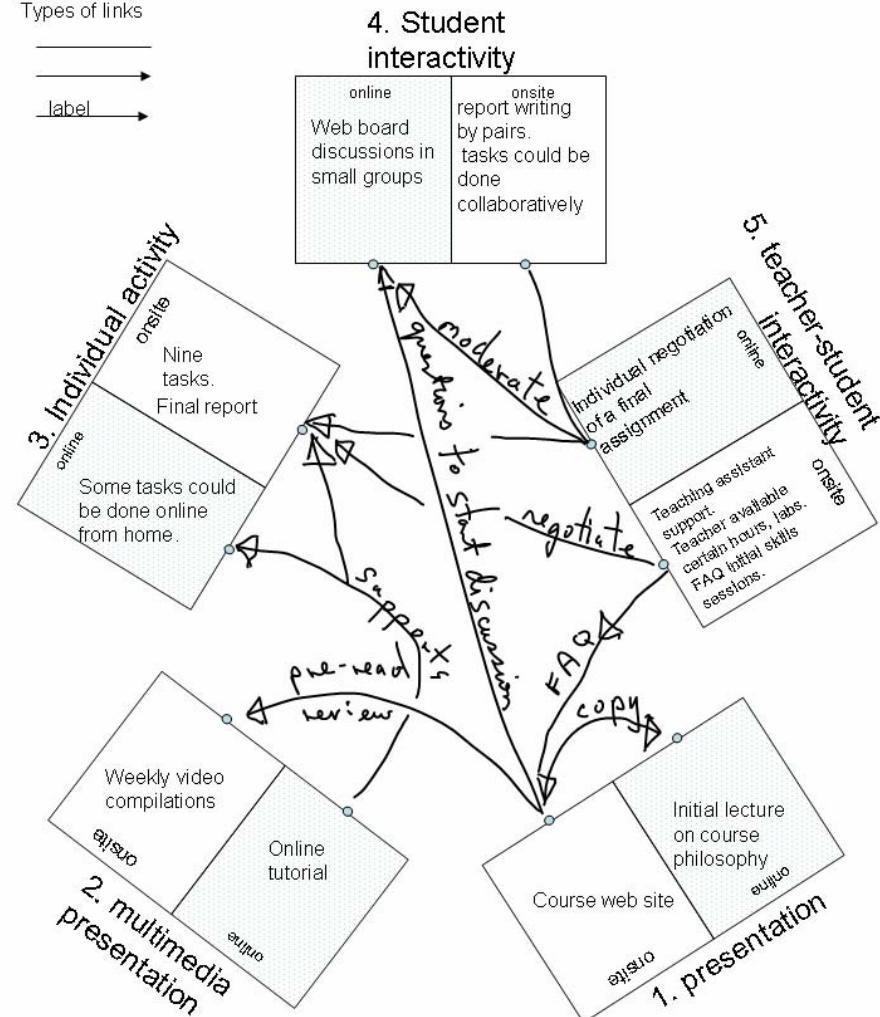 Types of links
label
4. Student
interactivity
online
Web board
discussions in
small groups
onsite
report writing
by pairs.
tasks could be
done
collaboratively
5. teacher-student
interactivity
online
Individual negotiation
of a final
assignment
onsite
Teaching assistant
support.
Teacher available
certain hours, labs.
FAQ initial skills
sessions.
3. Individual activity
onsite
Nine
tasks.
Final report
online
Some tasks could
be done online
from home.
moderate
questions to start discussion
negotiate
supports
FAQ
copy
pre-read
review
Weekly video
compilations
onsite
Online
tutorial
online
2. multimedia
presentation
Course web site
onsite
Initial lecture
on course
philosophy
online
1. presentation